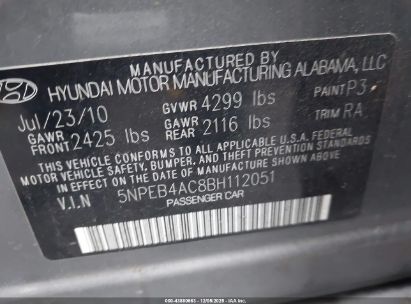 MANUFACTURED BY
HYUNDAI MOTOR MANUFACTURING ALABAMA, LLC
Jul/23/10 GVWR 4299 lbs PAINT P3
GAWR FRONT 2425 lbs GAWR REAR 2116 lbs TRIM RA
THIS VEHICLE CONFORMS TO ALL APPLICABLE U.S.A. FEDERAL
MOTOR VEHICLE SAFETY, BUMPER, AND THEFT PREVENTION
STANDARDS IN EFFECT ON THE DATE OF MANUFACTURE SHOWN ABOVE.
V.I.N 5NPEB4AC8BH112051
PASSENGER CAR